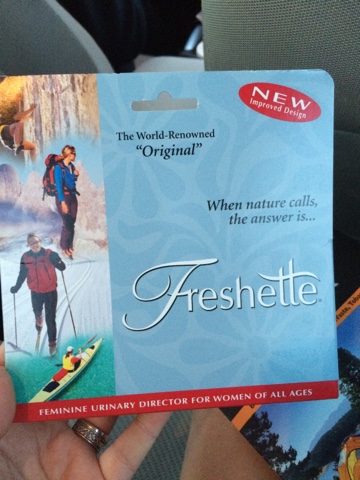 NEW
Improved Design
The World-Renowned
"Original"
When nature calls,
the answer is...
Freshette®
FEMININE URINARY DIRECTOR FOR WOMEN OF ALL AGES